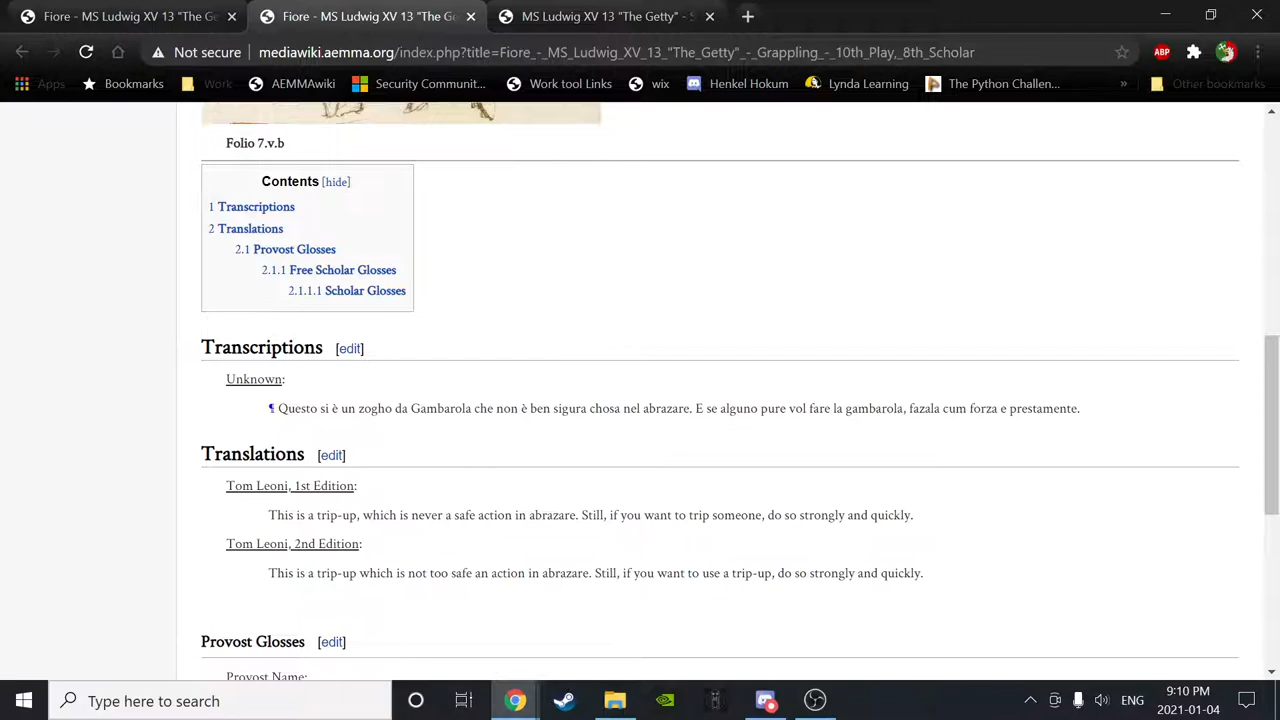 Fiore - MS Ludwig XV 13 "The Ge
Fiore - MS Ludwig XV 13 "The Ge
MS Ludwig XV 13 "The Getty" - S
Not secure
mediawiki.aemma.org/index.php?title=Fiore_-_MS_Ludwig_XV_13_"The_Getty"_-_Grappling_-_10th_Play,_8th_Scholar
ABP
Apps Bookmarks Work AEMMAwiki Security Communit... Work tool Links wix Henkel Hokum Lynda Learning The Python Challen... » Other bookmarks
Folio 7.v.b
Contents [hide]
1 Transcriptions
2 Translations
2.1 Provost Glosses
2.1.1 Free Scholar Glosses
2.1.1.1 Scholar Glosses
Transcriptions [edit]
Unknown:
¶ Questo si è un zogho da Gambarola che non è ben sigura chosa nel abrazare. E se alguno pure vol fare la gambarola, fazala cum forza e prestamente.
Translations [edit]
Tom Leoni, 1st Edition:
This is a trip-up, which is never a safe action in abrazare. Still, if you want to trip someone, do so strongly and quickly.
Tom Leoni, 2nd Edition:
This is a trip-up which is not too safe an action in abrazare. Still, if you want to use a trip-up, do so strongly and quickly.
Provost Glosses [edit]
Provost Name:
Type here to search
ENG
9:10 PM
2021-01-04